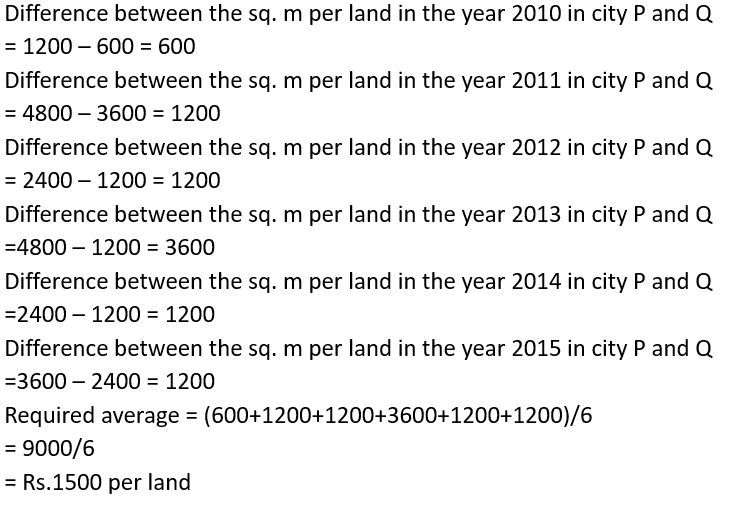 Difference between the sq. m per land in the year 2010 in city P and Q
= 1200 – 600 = 600
Difference between the sq. m per land in the year 2011 in city P and Q
= 4800 – 3600 = 1200
Difference between the sq. m per land in the year 2012 in city P and Q
= 2400 – 1200 = 1200
Difference between the sq. m per land in the year 2013 in city P and Q
=4800 – 1200 = 3600
Difference between the sq. m per land in the year 2014 in city P and Q
=2400 – 1200 = 1200
Difference between the sq. m per land in the year 2015 in city P and Q
=3600 – 2400 = 1200
Required average = (600+1200+1200+3600+1200+1200)/6
= 9000/6
= Rs.1500 per land